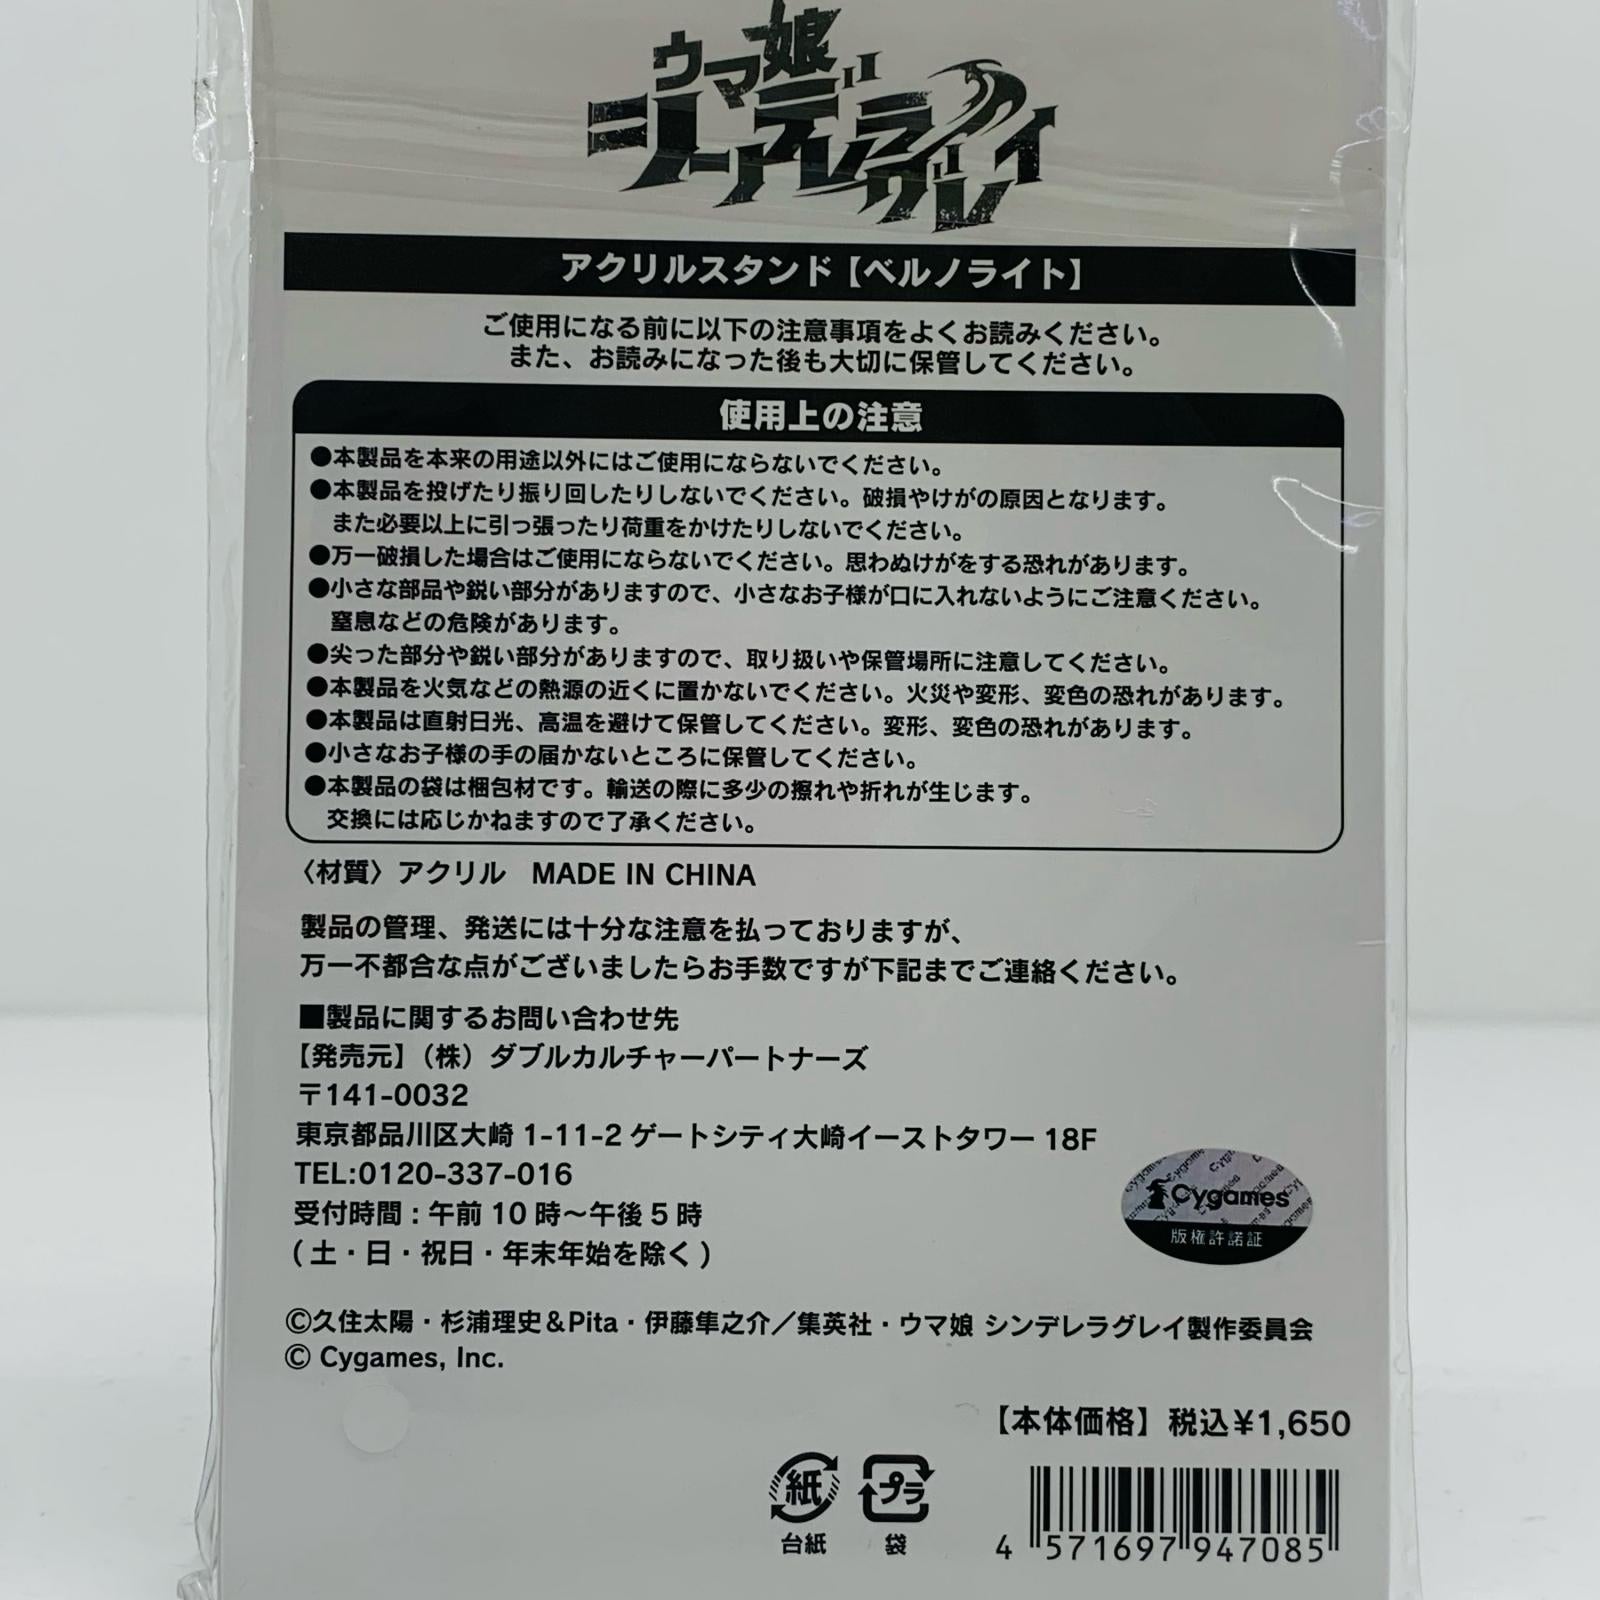 ウマ娘
シンデレラグレイ
アクリルスタンド【ベルノライト】
ご使用になる前に以下の注意事項をよくお読みください。
また、お読みになった後も大切に保管してください。
使用上の注意
●本製品を本来の用途以外にはご使用にならないでください。
●本製品を投げたり振り回したりしないでください。破損やけがの原因となります。
また必要以上に引っ張ったり荷重をかけたりしないでください。
●万一破損した場合はご使用にならないでください。思わぬけがをする恐れがあります。
●小さな部品や鋭い部分がありますので、小さなお子様が口に入れないようにご注意ください。
窒息などの危険があります。
●尖った部分や鋭い部分がありますので、取り扱いや保管場所に注意してください。
●本製品を火気などの熱源の近くに置かないでください。火災や変形、変色の恐れがあります。
●本製品は直射日光、高温を避けて保管してください。変形、変色の恐れがあります。
●小さなお子様の手の届かないところに保管してください。
●本製品の袋は梱包材です。輸送の際に多少の擦れや折れが生じます。
交換には応じかねますので了承ください。
〈材質〉アクリル MADE IN CHINA
製品の管理、発送には十分な注意を払っておりますが、
万一不都合な点がございましたらお手数ですが下記までご連絡ください。
■製品に関するお問い合わせ先
【発売元】（株）ダブルカルチャーパートナーズ
〒141-0032
東京都品川区大崎 1-11-2 ゲートシティ大崎イーストタワー 18F
TEL:0120-337-016
受付時間：午前 10 時〜午後 5 時
(土・日・祝日・年末年始を除く)
Cygames
版権許諾証
©久住太陽・杉浦理史&Pita・伊藤隼之介／集英社・ウマ娘 シンデレラグレイ製作委員会
© Cygames, Inc.
【本体価格】税込¥1,650
紙
台紙
プラ
袋
4 571697 947085